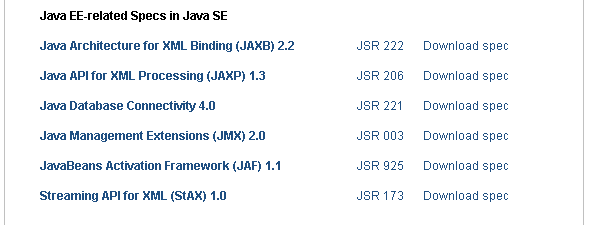 Java EE-related Specs in Java SE
Java Architecture for XML Binding (JAXB) 2.2 JSR 222 Download spec
Java API for XML Processing (JAXP) 1.3 JSR 206 Download spec
Java Database Connectivity 4.0 JSR 221 Download spec
Java Management Extensions (JMX) 2.0 JSR 003 Download spec
JavaBeans Activation Framework (JAF) 1.1 JSR 925 Download spec
Streaming API for XML (StAX) 1.0 JSR 173 Download spec